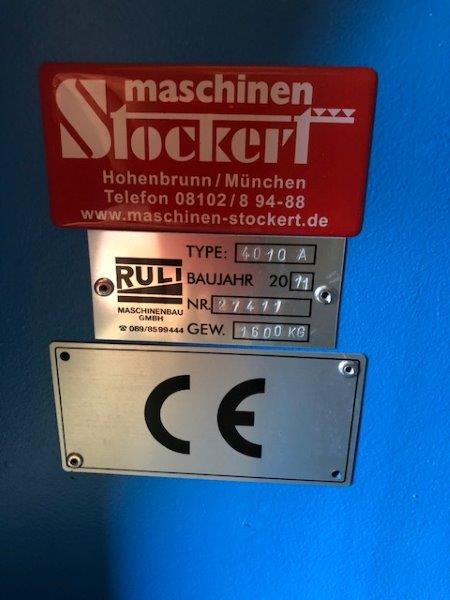 maschinen
Stockert
Hohenbrunn/München
Telefon 08102/8 94-88
www.maschinen-stockert.de
RULI
MASCHINENBAU
GMBH
☎ 089/8599444
TYPE: 4010 A
BAUJAHR 2011
NR. 27411
GEW. 1600 KG
CE